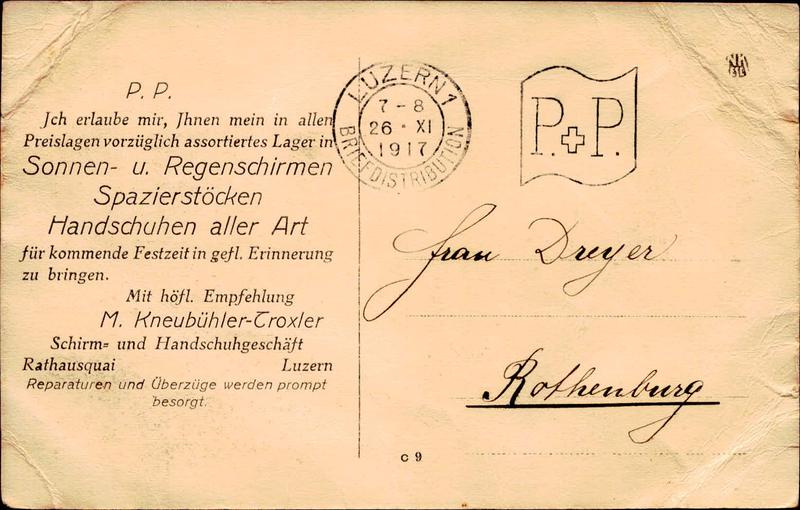 P. P.
Jch erlaube mir, Jhnen mein in allen
Preislagen vorzüglich assortiertes Lager in
Sonnen- u. Regenschirmen
Spazierstöcken
Handschuhen aller Art
für kommende Festzeit in gefl. Erinnerung
zu bringen.
Mit höfl. Empfehlung
M. Kneubühler-Troxler
Schirm= und Handschuhgeschäft
Rathausquai Luzern
Reparaturen und Überzüge werden prompt
besorgt.
LUZERN 1
7 - 8
26 · XI
1917
BRIEFDISTRIBUTION
P. P.
Frau Dreyer
Rothenburg
C 9